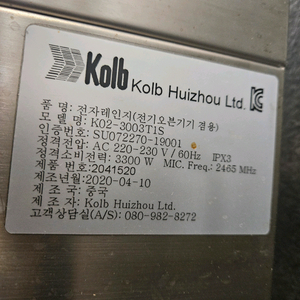 Kolb Kolb Huizhou Ltd.
품 명: 전자레인지(전기오븐기기 겸용)
모 델 명: K02-3003T1S
인증번호: SU072270-19001
정격전압: AC 220-230 V / 60Hz IPX3
정격소비전력: 3300 W MIC. Freq.: 2465 MHz
제품 번호: 2041520
제조년월: 2020-04-10
제 조 국: 중국
제 조 자: Kolb Huizhou Ltd.
고객상담실(A/S): 080-982-8272